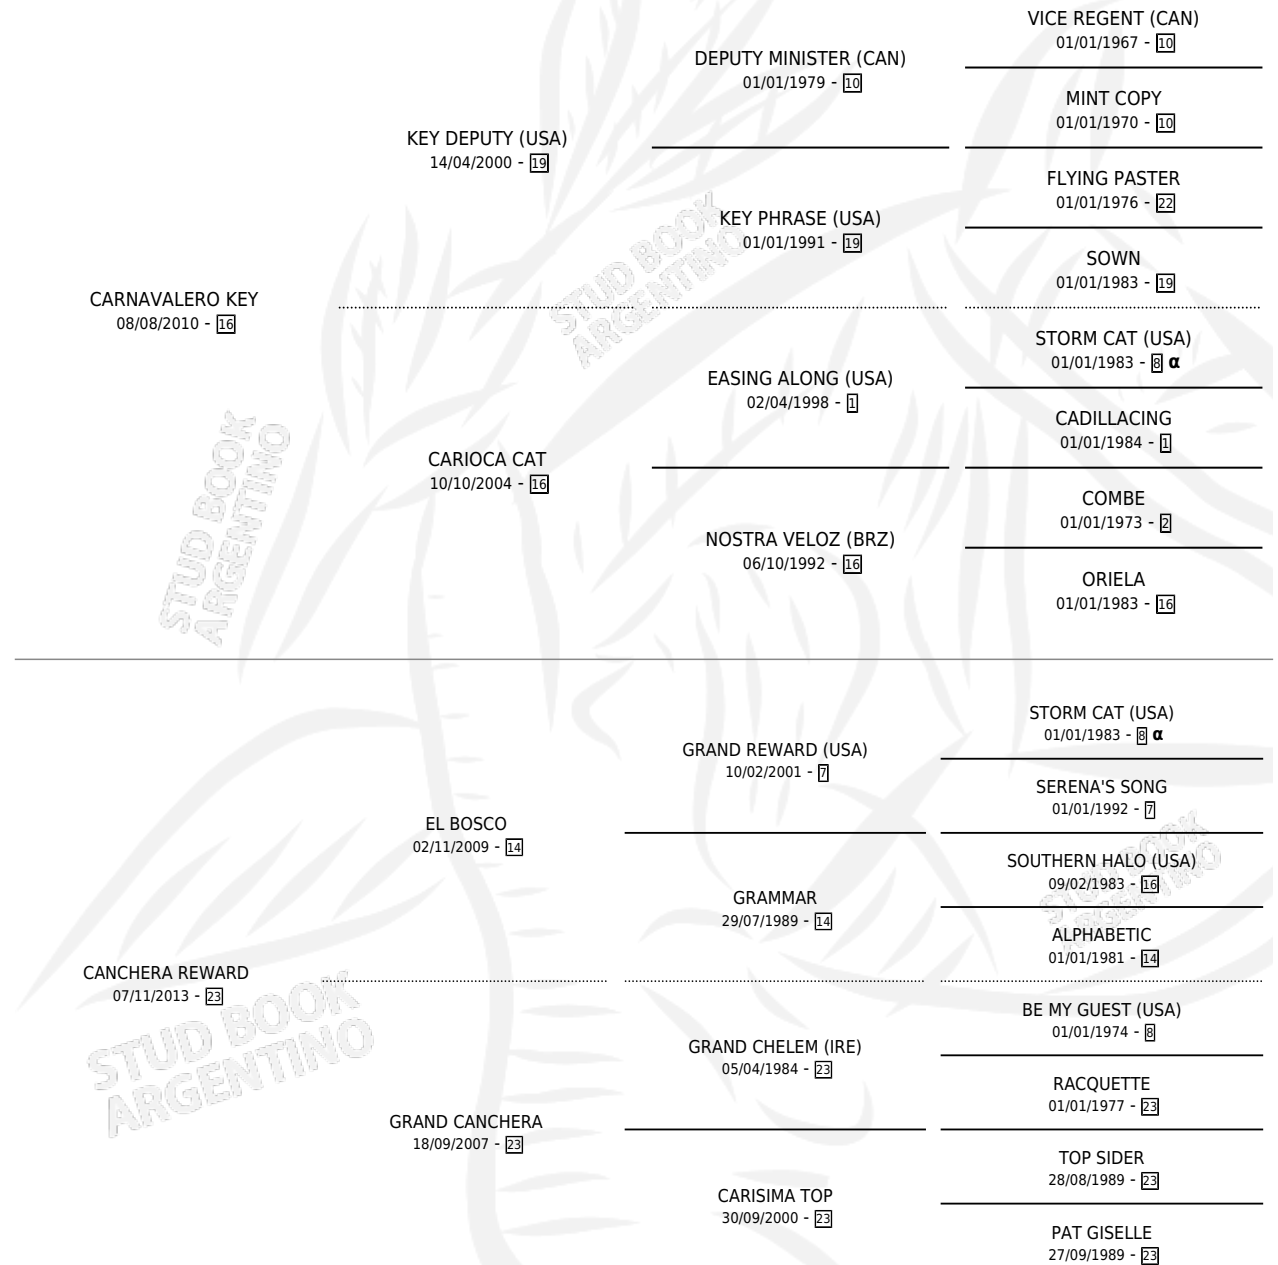 VICE REGENT (CAN)
01/01/1967 - 10
DEPUTY MINISTER (CAN)
01/01/1979 - 10
MINT COPY
01/01/1970 - 10
KEY DEPUTY (USA)
14/04/2000 - 19
FLYING PASTER
01/01/1976 - 22
KEY PHRASE (USA)
01/01/1991 - 19
SOWN
01/01/1983 - 19
STUD BOOK
ARGENTINO
CARNAVALERO KEY
08/08/2010 - 16
STORM CAT (USA)
01/01/1983 - 8 α
EASING ALONG (USA)
02/04/1998 - 1
CADILLACING
01/01/1984 - 1
CARIOCA CAT
10/10/2004 - 16
COMBE
01/01/1973 - 2
NOSTRA VELOZ (BRZ)
06/10/1992 - 16
ORIELA
01/01/1983 - 16
STUD BOOK
ARGENTINO
STORM CAT (USA)
01/01/1983 - 8 α
GRAND REWARD (USA)
10/02/2001 - 7
SERENA'S SONG
01/01/1992 - 7
EL BOSCO
02/11/2009 - 14
SOUTHERN HALO (USA)
09/02/1983 - 16
GRAMMAR
29/07/1989 - 14
ALPHABETIC
01/01/1981 - 14
STUD BOOK
ARGENTINO
CANCHERA REWARD
07/11/2013 - 23
BE MY GUEST (USA)
01/01/1974 - 8
GRAND CHELEM (IRE)
05/04/1984 - 23
RACQUETTE
01/01/1977 - 23
STUD BOOK
ARGENTINO
GRAND CANCHERA
18/09/2007 - 23
TOP SIDER
28/08/1989 - 23
CARISIMA TOP
30/09/2000 - 23
PAT GISELLE
27/09/1989 - 23